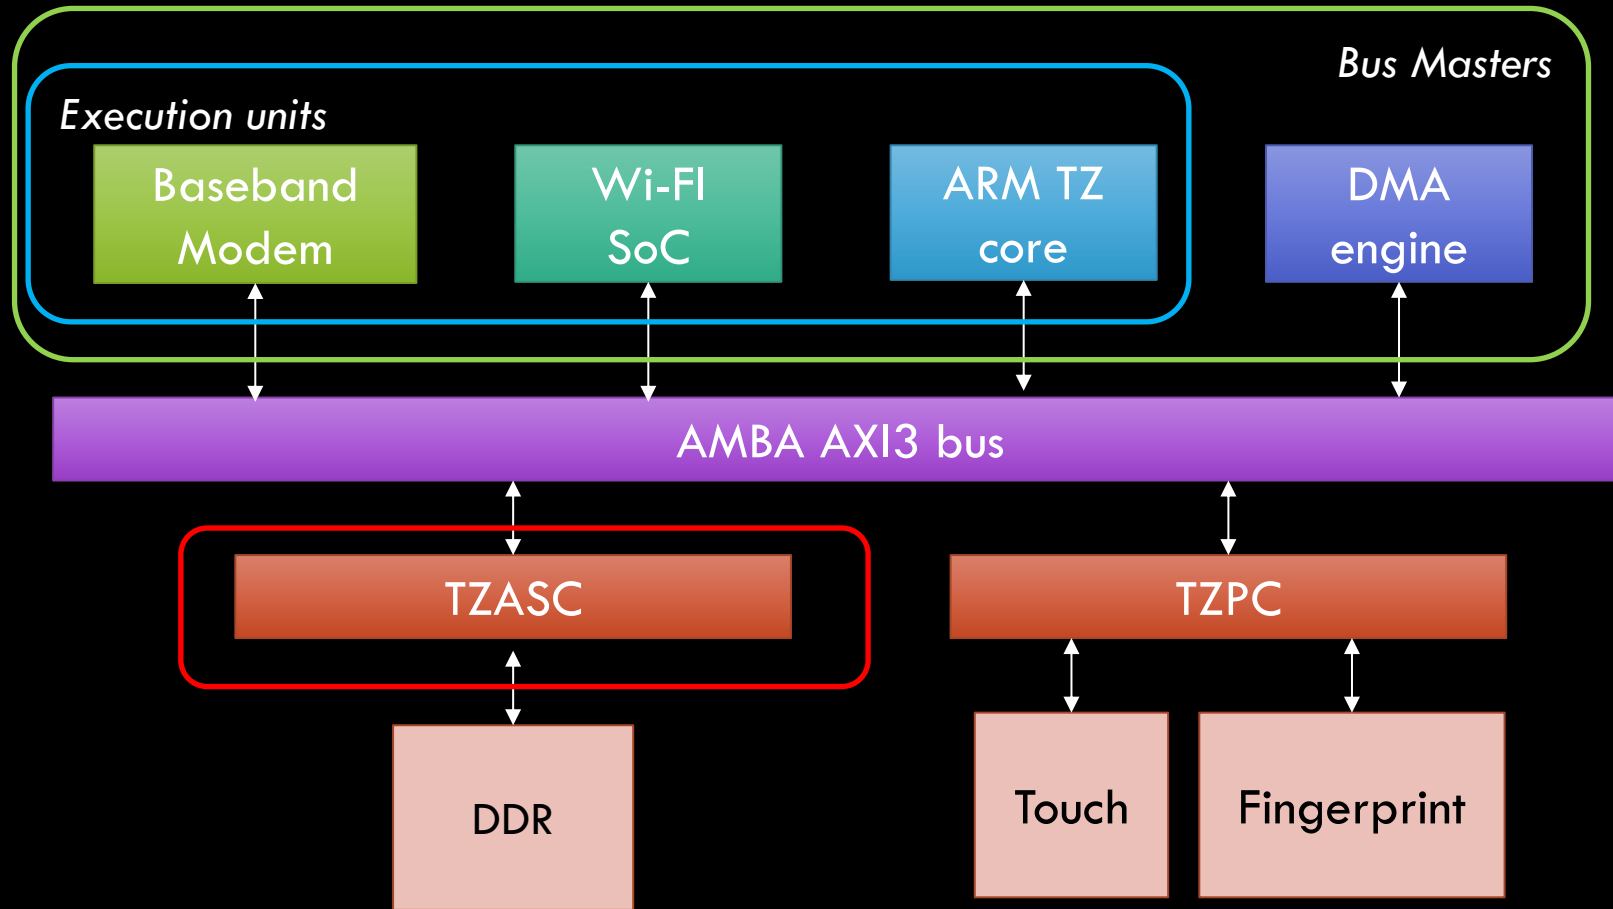 Bus Masters
Execution units
Baseband
Modem
Wi-FI
SoC
ARM TZ
core
DMA
engine
AMBA AXI3 bus
TZASC
TZPC
DDR
Touch
Fingerprint